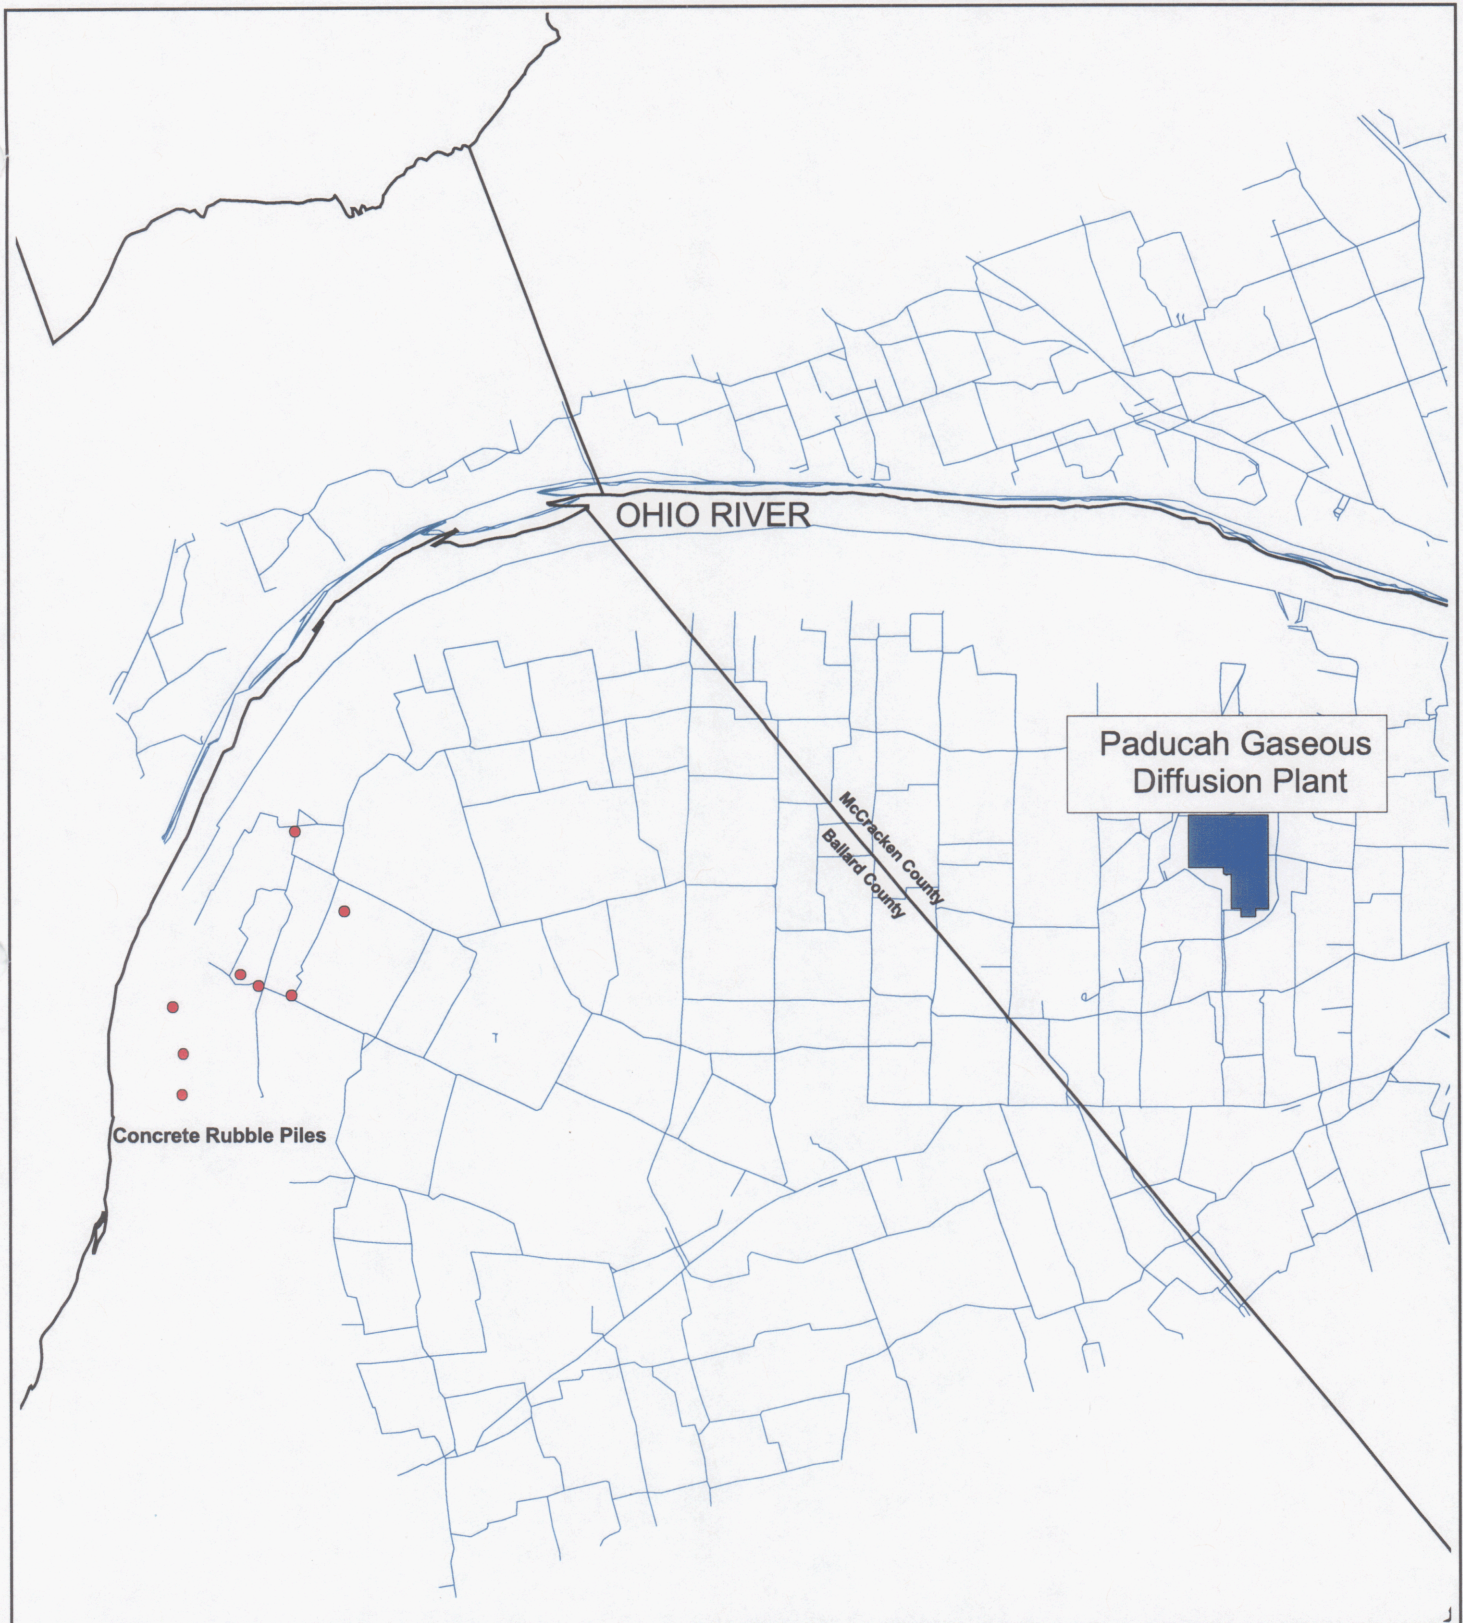 OHIO RIVER
Paducah Gaseous
Diffusion Plant
McCracken County
Ballard County
Concrete Rubble Piles